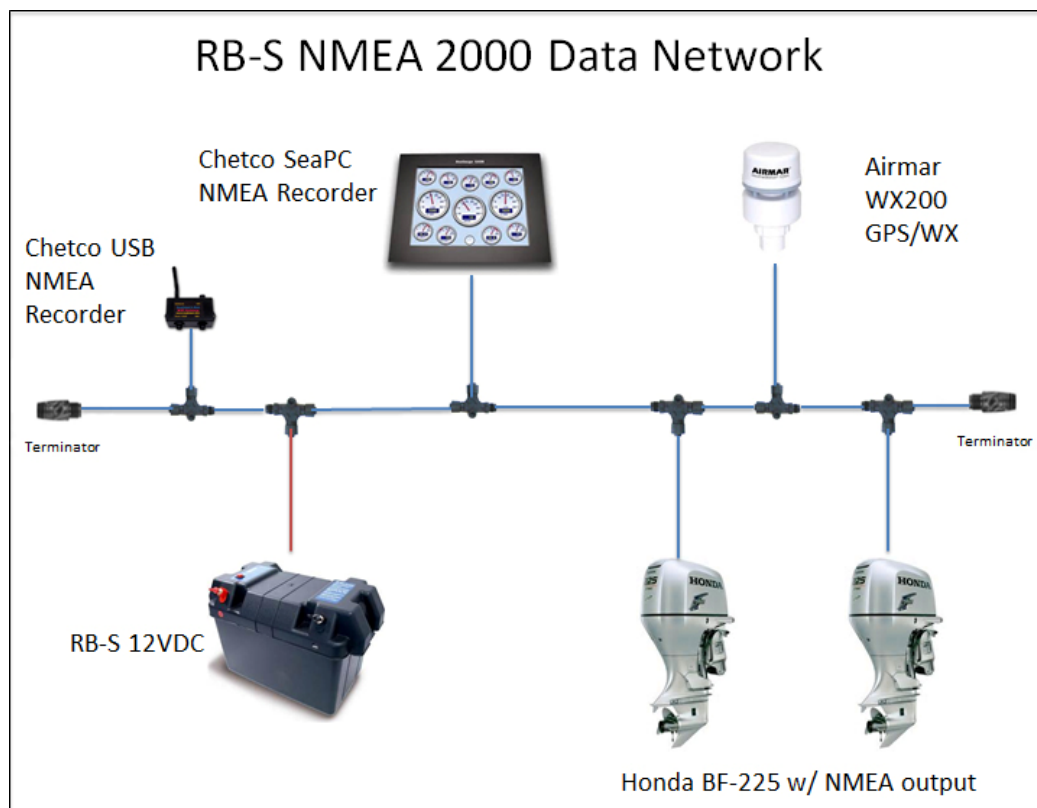 RB-S NMEA 2000 Data Network
Chetco SeaPC
NMEA Recorder
AIRMAR
Airmar
WX200
GPS/WX
Chetco USB
NMEA
Recorder
Terminator
Terminator
RB-S 12VDC
HONDA
HONDA
Honda BF-225 w/ NMEA output